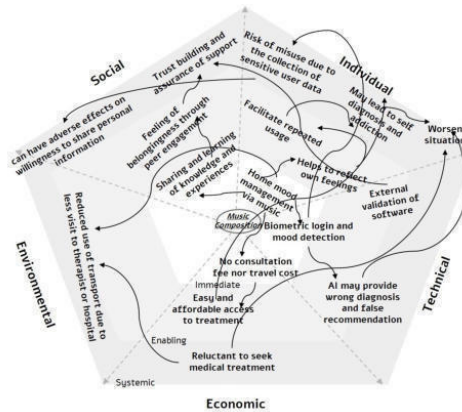 Social
Individual
Environmental
Technical
Economic
Trust building and
assurance of support
Risk of misuse due to
the collection of
sensitive user data
can have adverse effects on
willingness to share personal
information
Feeling of
belongingness through
peer engagement
Sharing and learning
of knowledge and
experiences
Facilitate repeated
usage
May lead to self
diagnosis and
addiction
Worsen
situation
Helps to reflect
own feelings
Home mood
management
via music
External
validation of
software
Music
Composition
Biometric login and
mood detection
Reduced use of transport due to
less visit to therapist or hospital
No consultation
fee nor travel cost
Immediate
Easy and
affordable access
to treatment
AI may provide
wrong diagnosis
and false
recommendation
Enabling
Reluctant to seek
medical treatment
Systemic